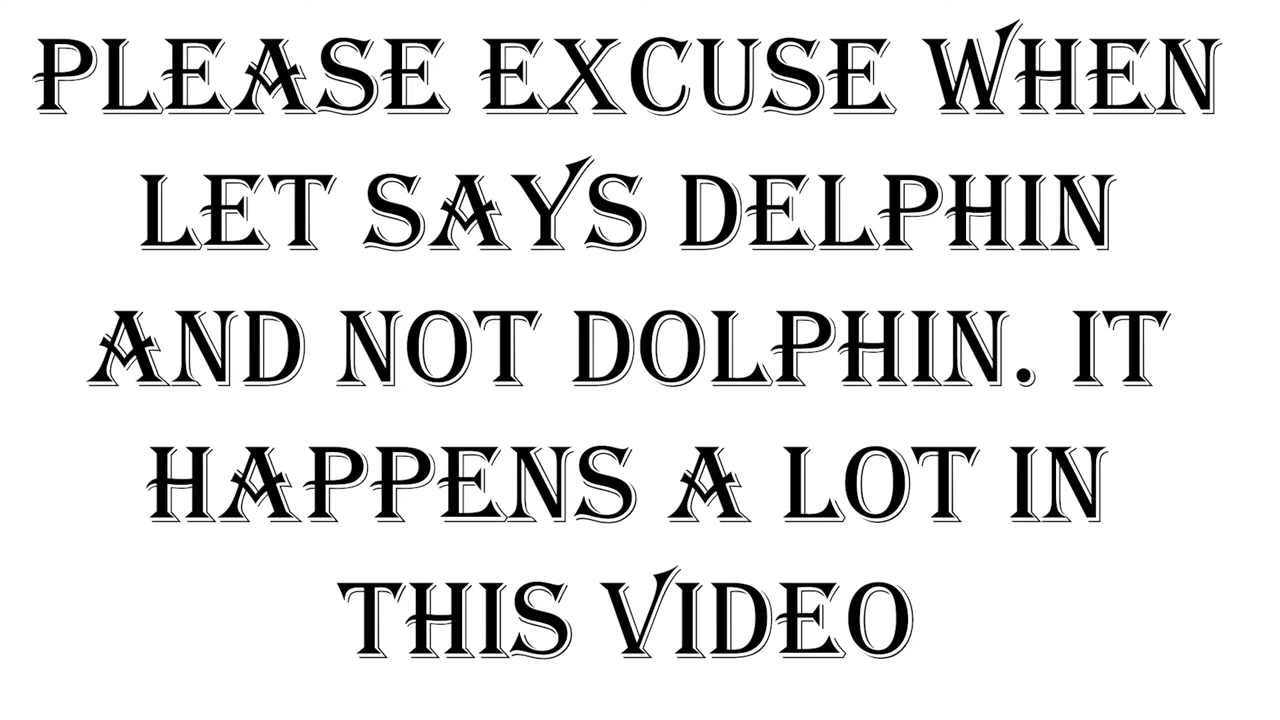 PLEASE EXCUSE WHEN
LET SAYS DELPHIN
AND NOT DOLPHIN. IT
HAPPENS A LOT IN
THIS VIDEO